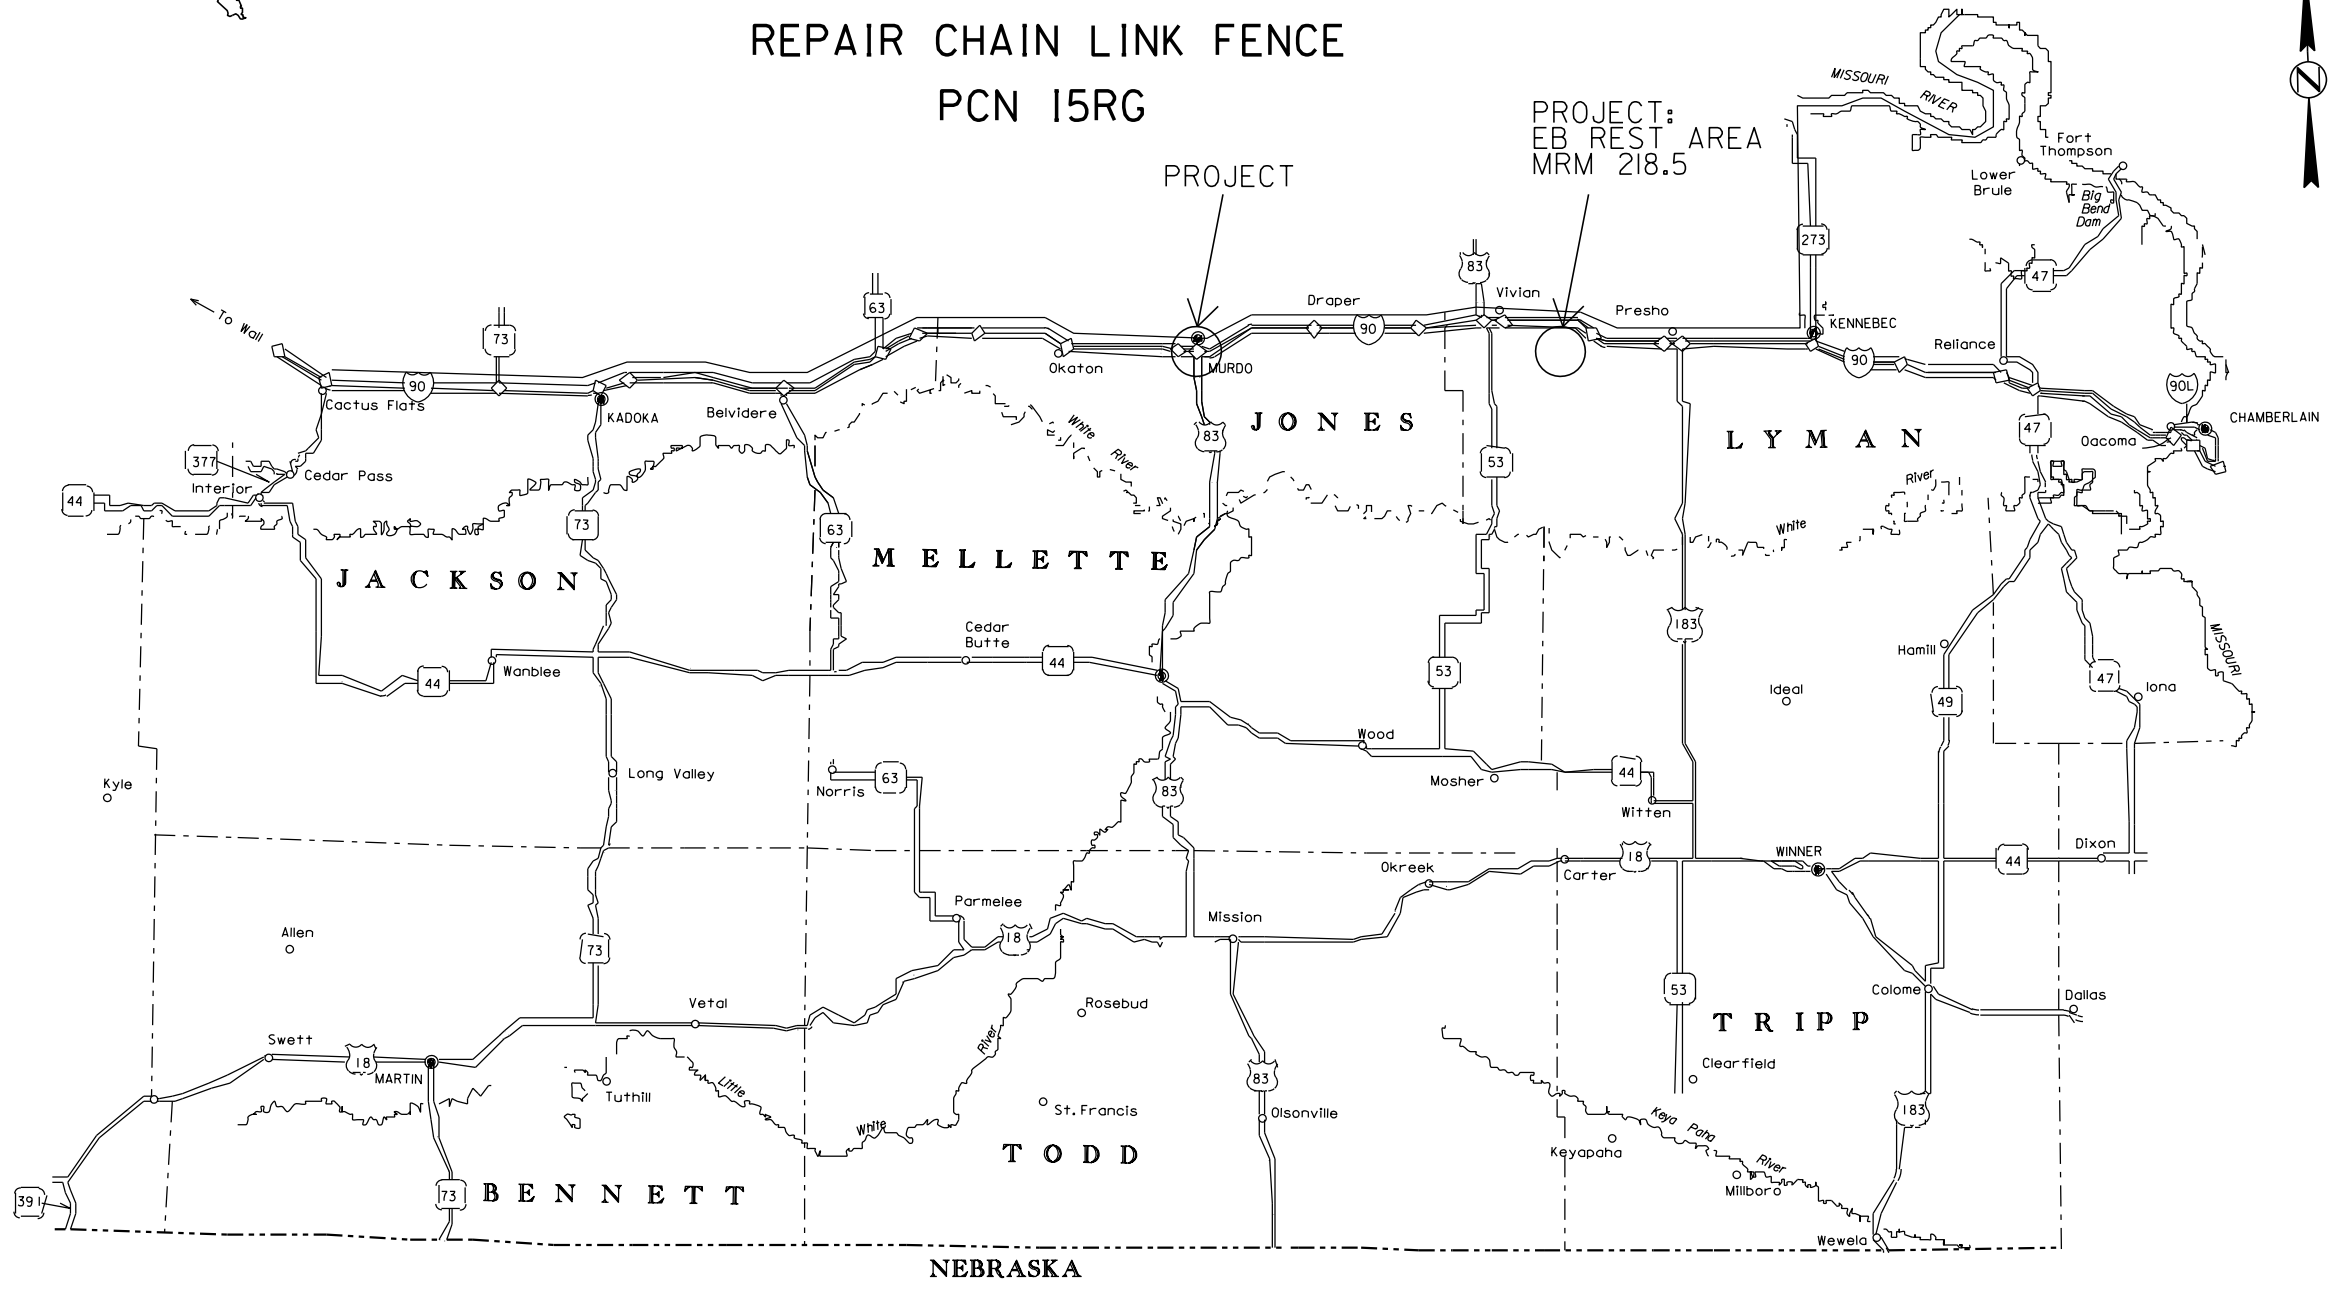 REPAIR CHAIN LINK FENCE
PCN 15RG
PROJECT:
EB REST AREA
MRM 218.5
PROJECT
N
MISSOURI
RIVER
Fort
Thompson
Lower
Brule
Big
Bend
Dam
273
47
83
63
73
To Wall
Vivian
Draper
90
Presho
KENNEBEC
Reliance
90
90L
Okaton
MURDO
90
Cactus Flats
KADOKA
Belvidere
CHAMBERLAIN
Oacoma
47
JONES
LYMAN
White
River
83
53
377
Cedar Pass
Interior
44
River
White
73
63
JACKSON
MELLETTE
183
Cedar
Butte
44
Wanblee
44
53
Hamill
MISSOURI
47
Iona
Ideal
49
Wood
Long Valley
Kyle
Norris
63
83
Mosher
44
Witten
Okreek
18
Carter
WINNER
44
Dixon
Parmelee
Mission
18
Allen
73
Vetal
Rosebud
53
Colome
Dallas
TRIPP
Swett
18
MARTIN
River
Little
White
Tuthill
St. Francis
83
Olsonville
Clearfield
183
Keya Paha
River
Keyapaha
Millboro
TODD
391
73
BENNETT
Wewela
NEBRASKA